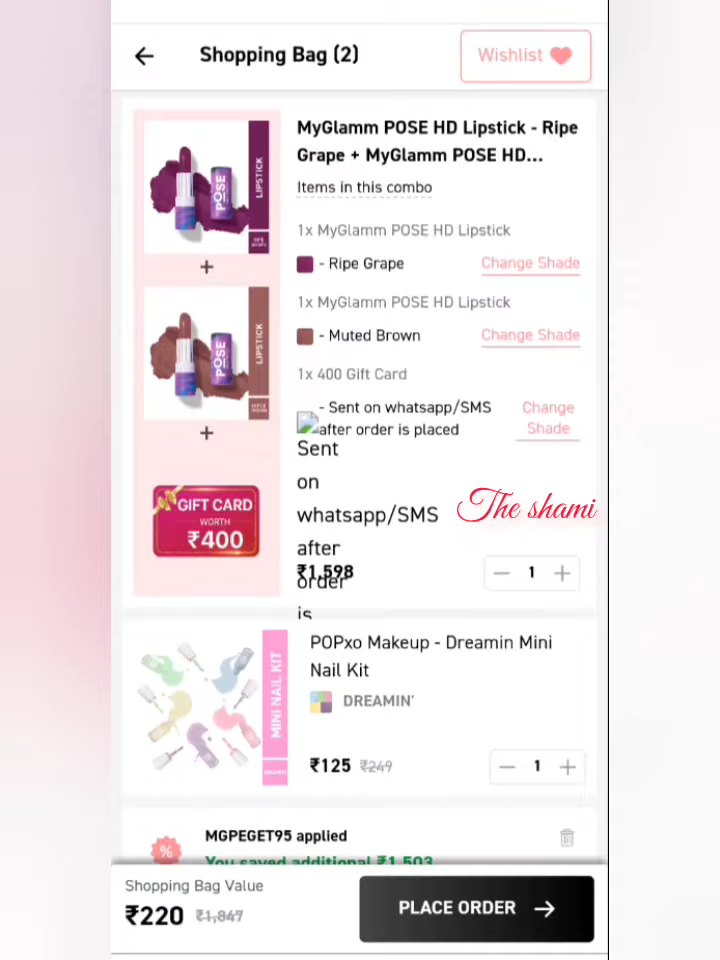 Shopping Bag (2)
Wishlist
MyGlamm POSE HD Lipstick - Ripe
Grape + MyGlamm POSE HD...
Items in this combo
LIPSTICK
POSE
1x MyGlamm POSE HD Lipstick
- Ripe Grape
Change Shade
+
1x MyGlamm POSE HD Lipstick
- Muted Brown
Change Shade
LIPSTICK
POSE
1x 400 Gift Card
- Sent on whatsapp/SMS
after order is placed
Change
Shade
+
Sent
on
whatsapp/SMS
after
order
is
GIFT CARD
WORTH
₹400
The shami
₹1,598
1
POPxo Makeup - Dreamin Mini
Nail Kit
DREAMIN'
MINI NAIL KIT
₹125 ₹249
1
MGPEGET95 applied
You saved additional ₹1,503
Shopping Bag Value
₹220 ₹1,847
PLACE ORDER